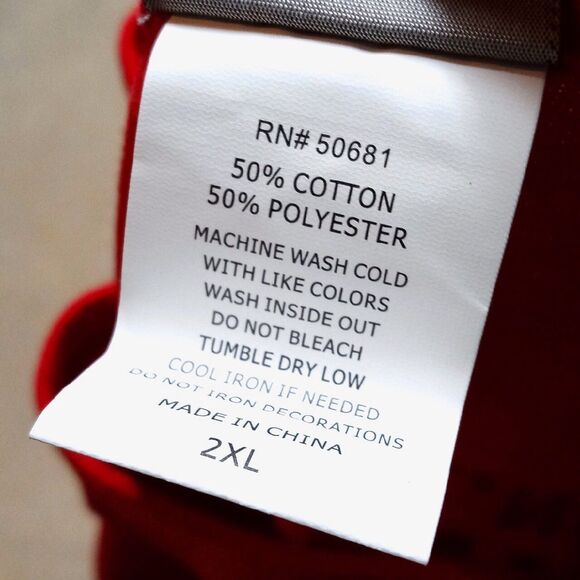 RN# 50681
50% COTTON
50% POLYESTER
MACHINE WASH COLD
WITH LIKE COLORS
WASH INSIDE OUT
DO NOT BLEACH
TUMBLE DRY LOW
COOL IRON IF NEEDED
DO NOT IRON DECORATIONS
MADE IN CHINA
2XL